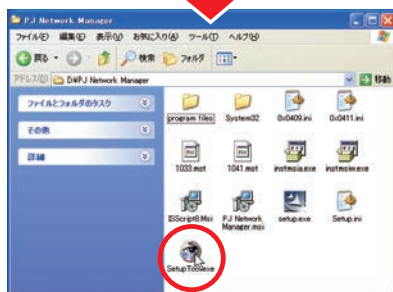 PJ Network Manager
ファイル(F) 編集(E) 表示(V) お気に入り(A) ツール(T) ヘルプ(H)
戻る 検索 フォルダ
アドレス(D) D:¥PJ Network Manager 移動
ファイルとフォルダのタスク
その他
詳細
program files System32 0x0409.ini 0x0411.ini
1033.mst 1041.mst instmsia.exe instmsiw.exe
ISScript8.Msi PJ Network Manager.msi setup.exe Setup.ini
SetupTool.exe